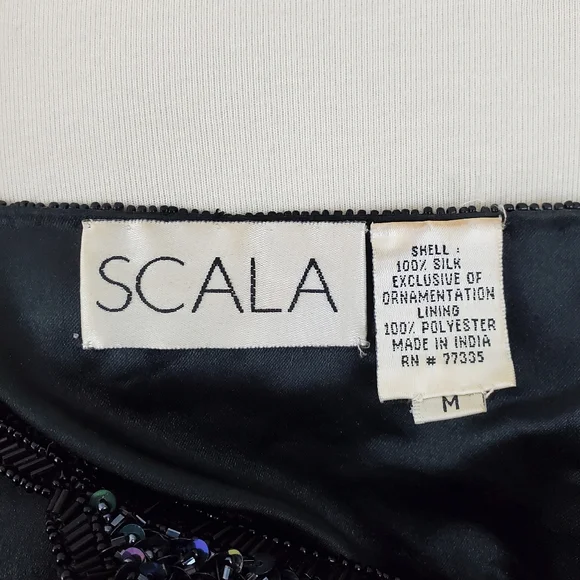 SCALA
SHELL :
100% SILK
EXCLUSIVE OF
ORNAMENTATION
LINING
100% POLYESTER
MADE IN INDIA
RN # 77335
M